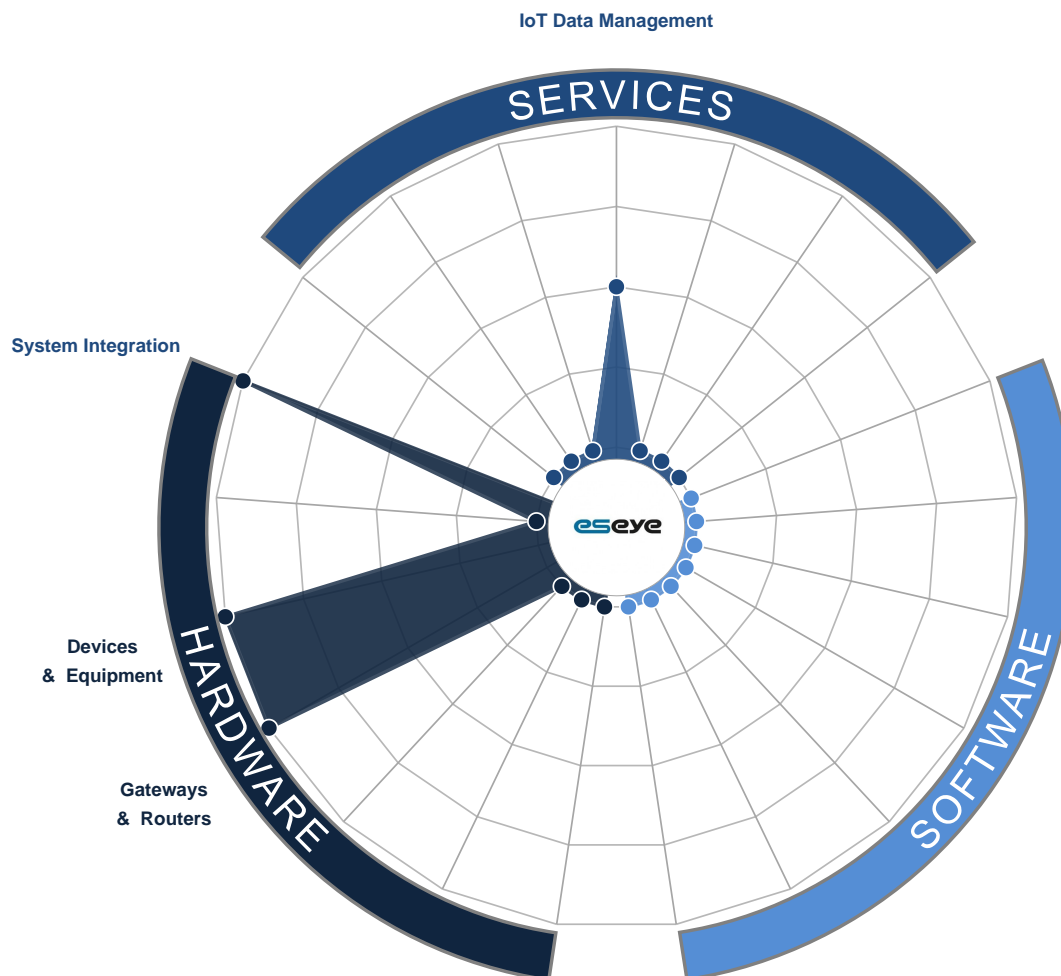 IoT Data Management
SERVICES
System Integration
eseye
Devices
& Equipment
HARDWARE
SOFTWARE
Gateways
& Routers